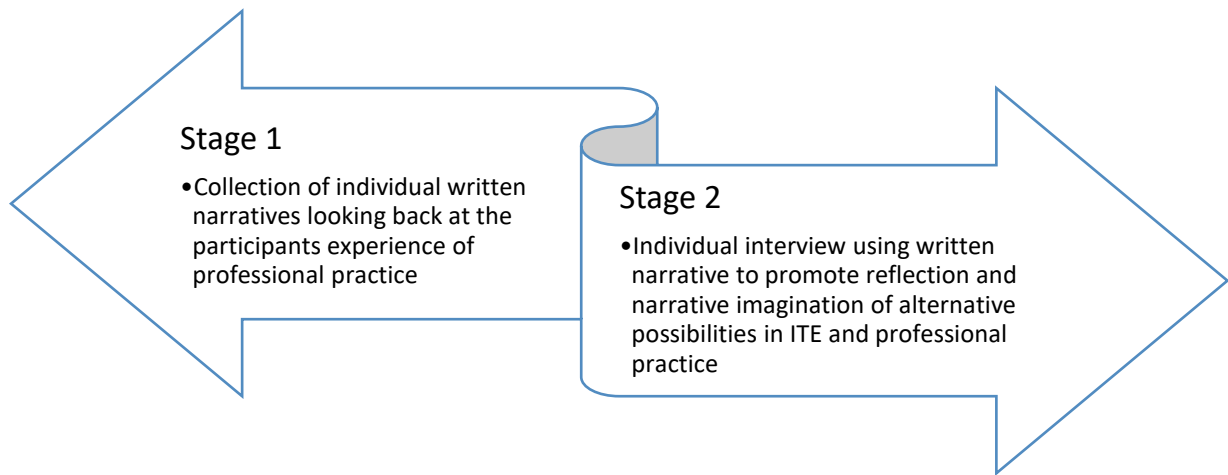 Stage 1
•Collection of individual written
narratives looking back at the
participants experience of
professional practice
Stage 2
•Individual interview using written
narrative to promote reflection and
narrative imagination of alternative
possibilities in ITE and professional
practice